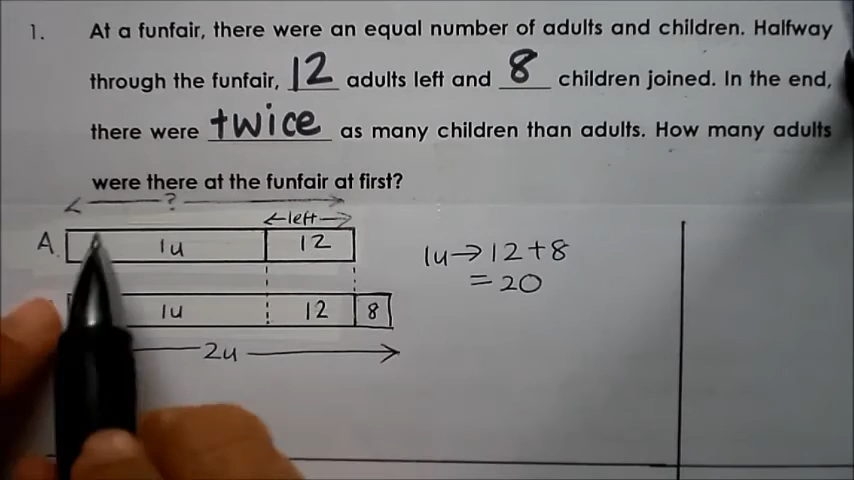 1. At a funfair, there were an equal number of adults and children. Halfway
through the funfair, 12 adults left and 8 children joined. In the end,
there were twice as many children than adults. How many adults
were there at the funfair at first?
?
left
A. 1u 12
1u 12 8
2u
1u → 12 + 8
= 20